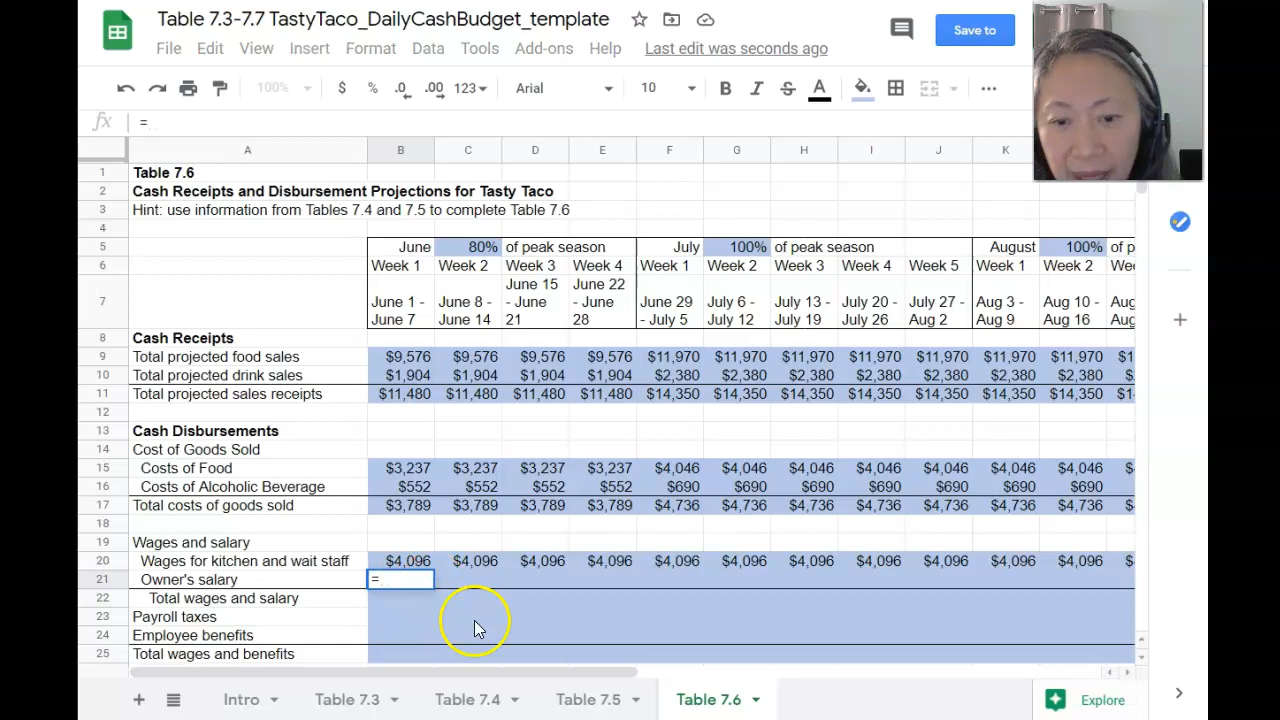 Table 7.3-7.7 TastyTaco_DailyCashBudget_template
File Edit View Insert Format Data Tools Add-ons Help Last edit was seconds ago
Save to
100% $ % .0 .00 123 Arial 10 B I S A
fx =
A B C D E F G H I J K
1 Table 7.6
2 Cash Receipts and Disbursement Projections for Tasty Taco
3 Hint: use information from Tables 7.4 and 7.5 to complete Table 7.6
4
5 June 80% of peak season July 100% of peak season August 100% of p
6 Week 1 Week 2 Week 3 Week 4 Week 1 Week 2 Week 3 Week 4 Week 5 Week 1 Week 2 Wee
7 June 1 - June 7 June 8 - June 14 June 15 - June 21 June 22 - June 28 June 29 - July 5 July 6 - July 12 July 13 - July 19 July 20 - July 26 July 27 - Aug 2 Aug 3 - Aug 9 Aug 10 - Aug 16 Aug Aug
8 Cash Receipts
9 Total projected food sales $9,576 $9,576 $9,576 $9,576 $11,970 $11,970 $11,970 $11,970 $11,970 $11,970 $11,970 $1
10 Total projected drink sales $1,904 $1,904 $1,904 $1,904 $2,380 $2,380 $2,380 $2,380 $2,380 $2,380 $2,380 $
11 Total projected sales receipts $11,480 $11,480 $11,480 $11,480 $14,350 $14,350 $14,350 $14,350 $14,350 $14,350 $14,350 $1
12
13 Cash Disbursements
14 Cost of Goods Sold
15 Costs of Food $3,237 $3,237 $3,237 $3,237 $4,046 $4,046 $4,046 $4,046 $4,046 $4,046 $4,046 $
16 Costs of Alcoholic Beverage $552 $552 $552 $552 $690 $690 $690 $690 $690 $690 $690
17 Total costs of goods sold $3,789 $3,789 $3,789 $3,789 $4,736 $4,736 $4,736 $4,736 $4,736 $4,736 $4,736 $
18
19 Wages and salary
20 Wages for kitchen and wait staff $4,096 $4,096 $4,096 $4,096 $4,096 $4,096 $4,096 $4,096 $4,096 $4,096 $4,096 $
21 Owner's salary =
22 Total wages and salary
23 Payroll taxes
24 Employee benefits
25 Total wages and benefits
+ Intro Table 7.3 Table 7.4 Table 7.5 Table 7.6 Explore